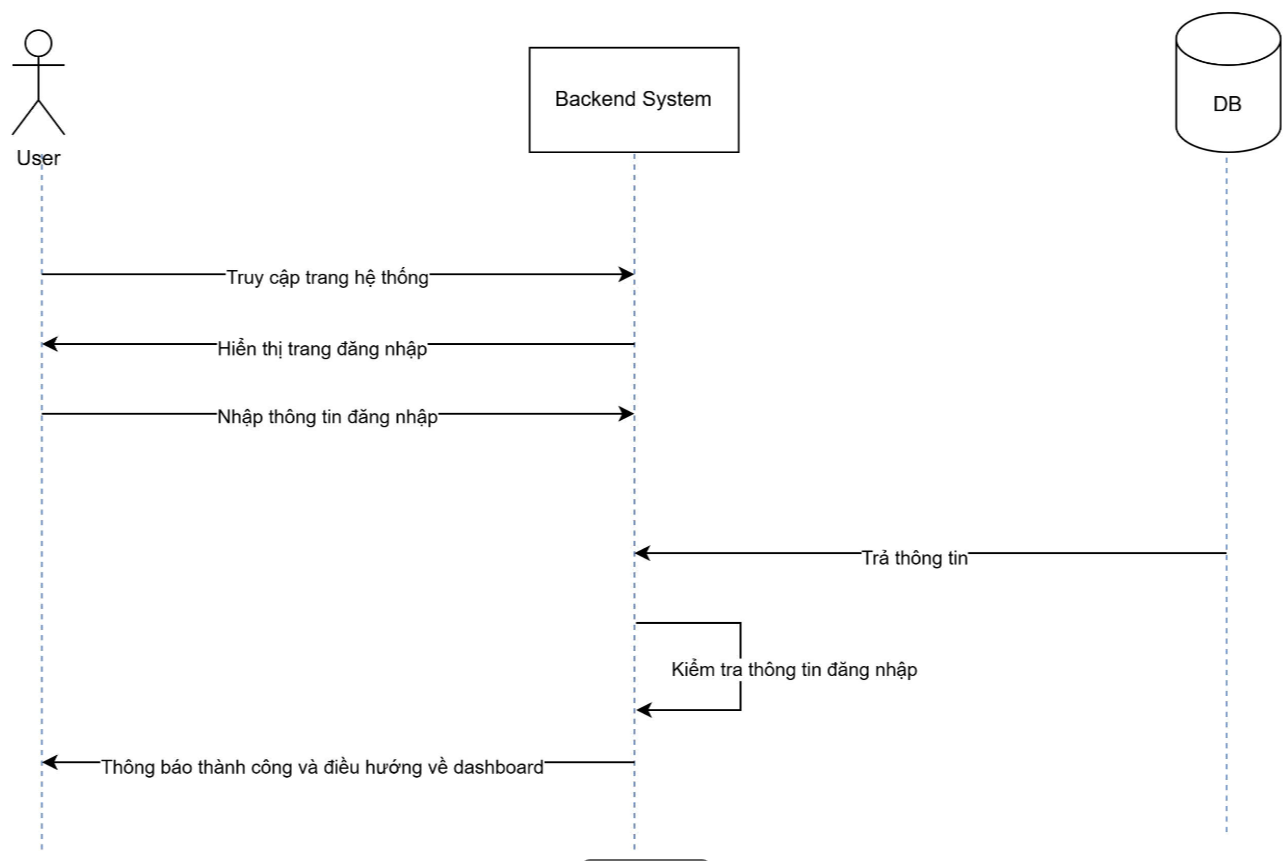 User
Backend System
DB
Truy cập trang hệ thống
Hiển thị trang đăng nhập
Nhập thông tin đăng nhập
Trả thông tin
Kiểm tra thông tin đăng nhập
Thông báo thành công và điều hướng về dashboard